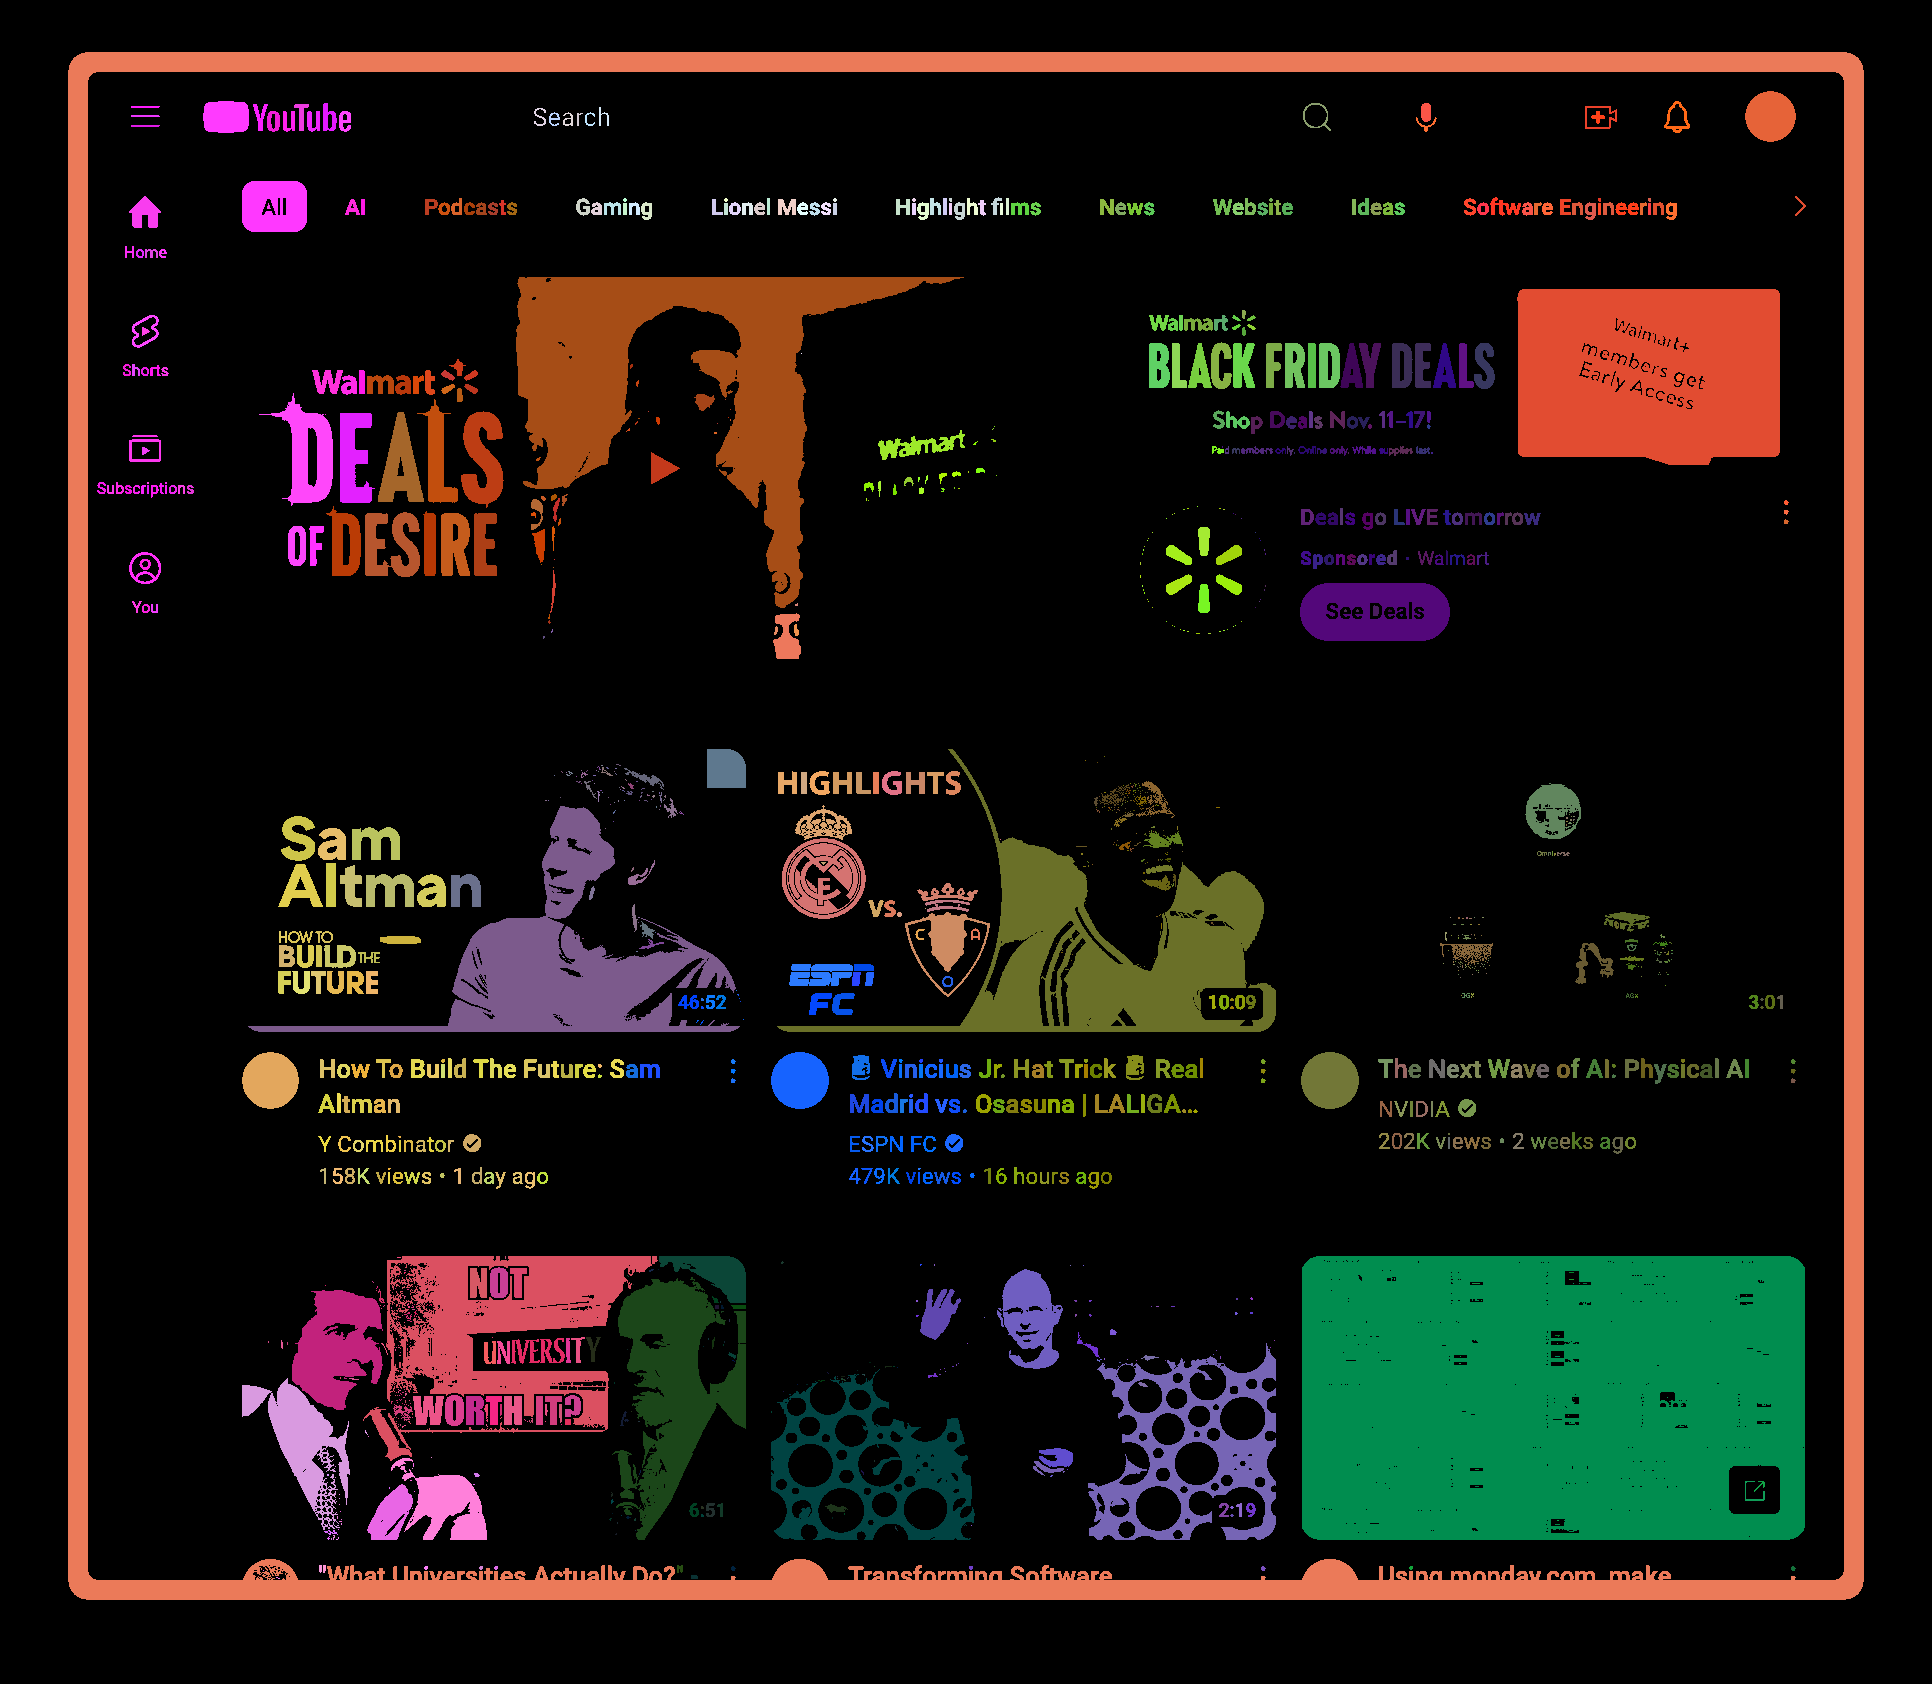 YouTube
Search
All
AI
Podcasts
Gaming
Lionel Messi
Highlight films
News
Website
Ideas
Software Engineering
Home
Shorts
Subscriptions
You
Walmart
DEALS
OF DESIRE
Walmart
BLACK FRID
Walmart
BLACK FRIDAY DEALS
Shop Deals Nov. 11–17!
Paid members only. Online only. While supplies last.
Walmart+
members get
Early Access
Deals go LIVE tomorrow
Sponsored · Walmart
See Deals
Sam
Altman
HOW TO
BUILD THE
FUTURE
46:52
HIGHLIGHTS
VS.
C A
O
ESPN
FC
10:09
Omniverse
DGX
AGX
3:01
How To Build The Future: Sam
Altman
Y Combinator
158K views • 1 day ago
Vinicius Jr. Hat Trick Real
Madrid vs. Osasuna | LALIGA...
ESPN FC
479K views • 16 hours ago
The Next Wave of AI: Physical AI
NVIDIA
202K views • 2 weeks ago
NOT
UNIVERSITY
WORTH IT?
6:51
2:19
"What Universities Actually Do?" -
Transforming Software
Using monday.com, make